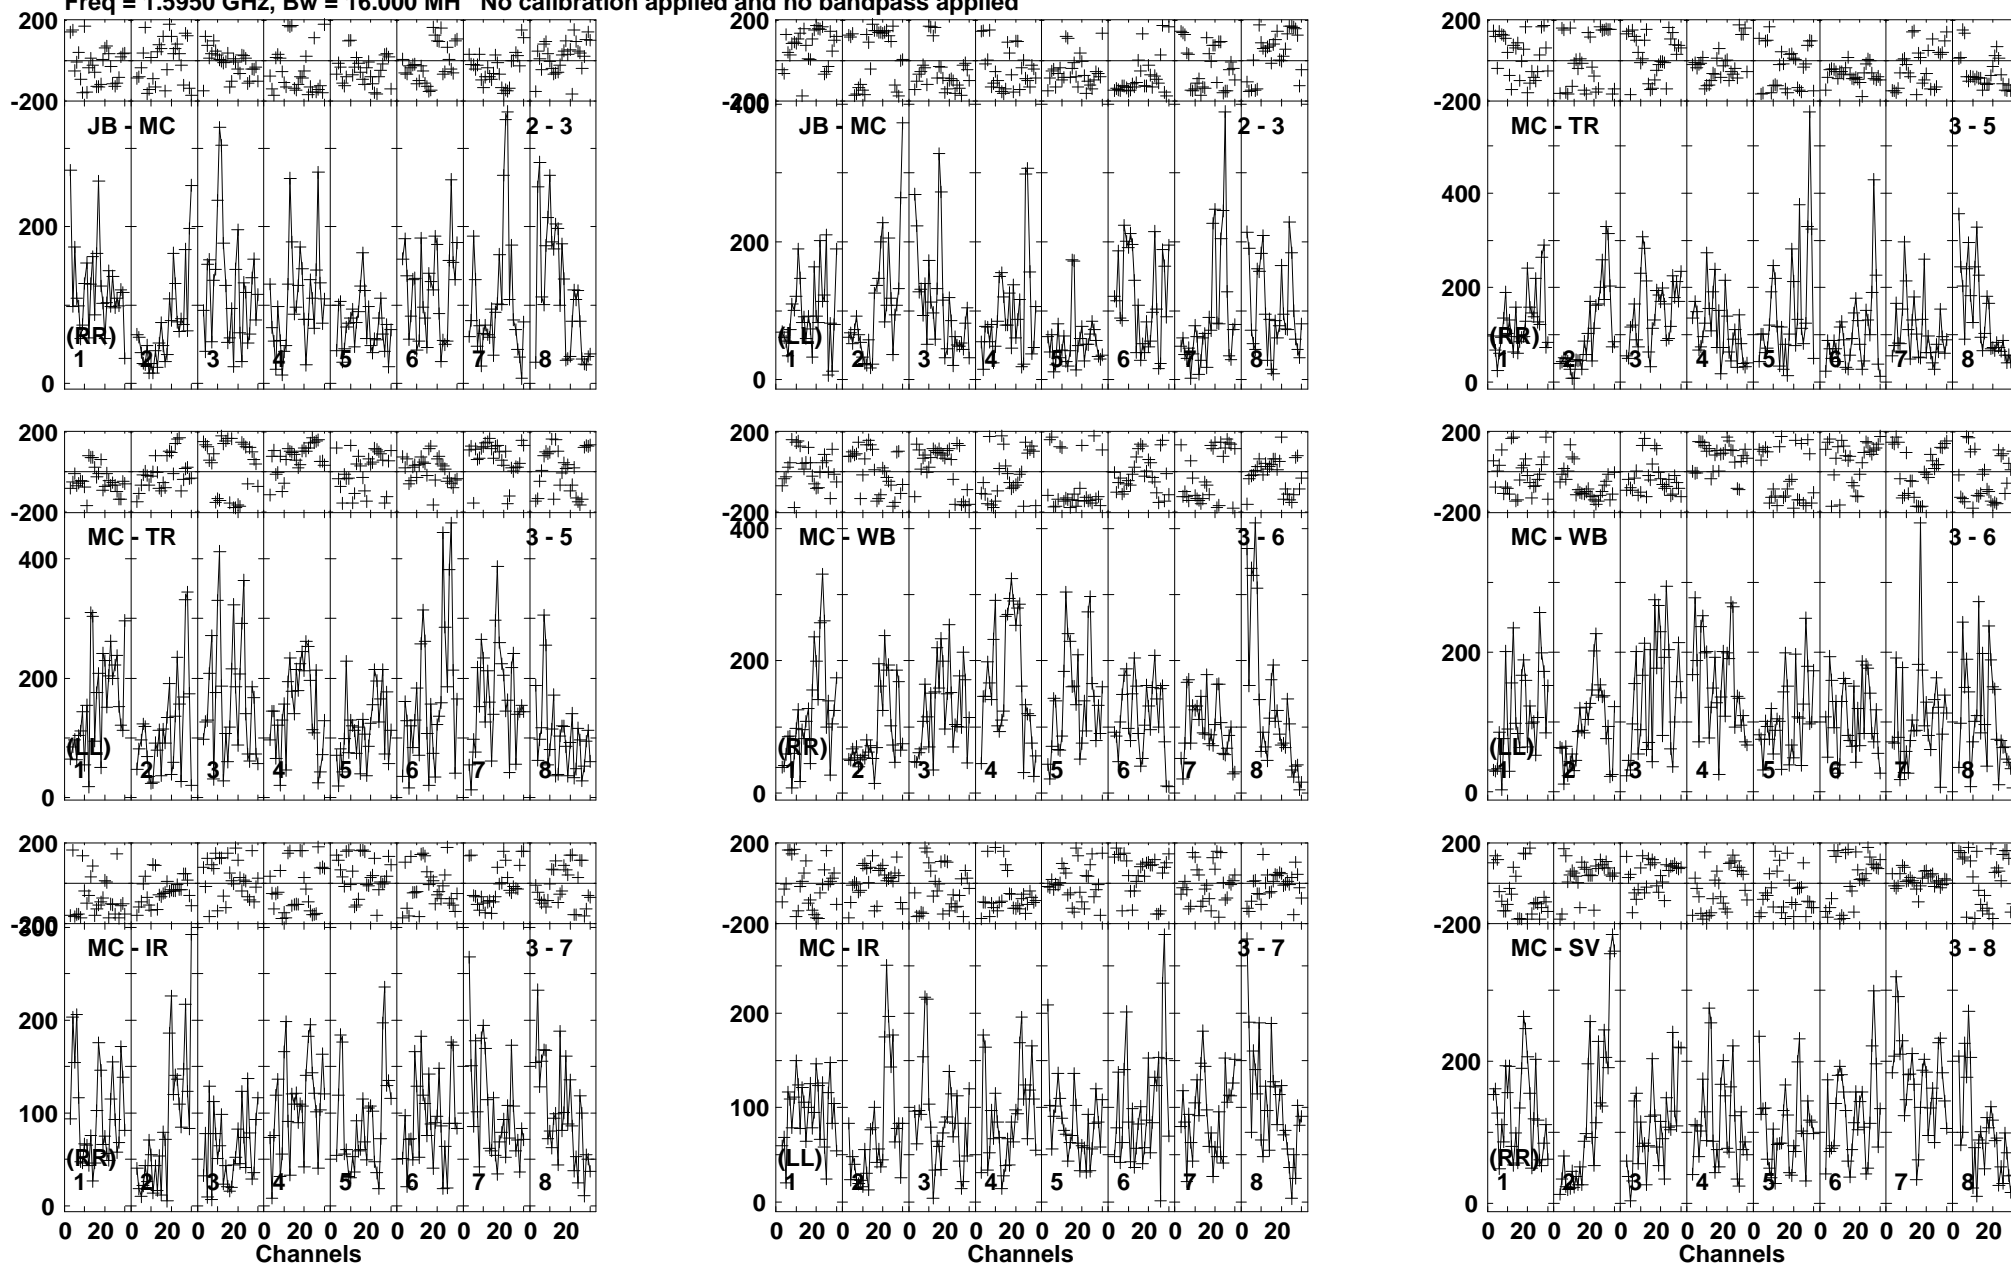 Freq = 1.5950 GHz, Bw = 16.000 MH No calibration applied and no bandpass applied
200 200 200
-200 -200 -200
400
JB - MC 2 - 3 JB - MC 2 - 3 MC - TR 3 - 5
400
200 200 200
(RR) (LL) (RR)
1 2 3 4 5 6 7 8 1 2 3 4 5 6 7 8 1 2 3 4 5 6 7 8
0 0 0
200 200 200
-200 -200 -200
MC - TR 3 - 5 MC - WB 3 - 6 MC - WB 3 - 6
400 400
200 200 200
(LL) (RR) (LL)
1 2 3 4 5 6 7 8 1 2 3 4 5 6 7 8 1 2 3 4 5 6 7 8
0 0 0
200 200 200
-200 -200 -200
300
MC - IR 3 - 7 MC - IR 3 - 7 MC - SV 3 - 8
200 200 200
100 100
(RR) (LL) (RR)
1 2 3 4 5 6 7 8 1 2 3 4 5 6 7 8 1 2 3 4 5 6 7 8
0 0 0
0 20 0 20 0 20 0 20 0 20 0 20 0 20 0 20 0 20 0 20 0 20 0 20 0 20 0 20 0 20 0 20 0 20 0 20 0 20 0 20 0 20 0 20 0 20 0 20
Channels Channels Channels